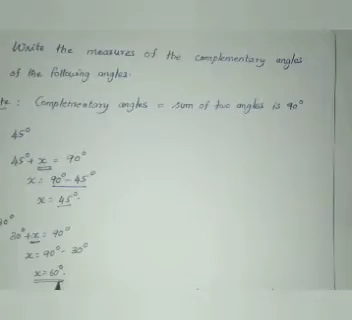 Write the measures of the complementary angles
of the following angles.
te : Complementary angles = sum of two angles is 90°
45°
45° + x = 90°
x = 90° - 45°
x = 45°.
30°
30° + x = 90°
x = 90° - 30°
x = 60°.